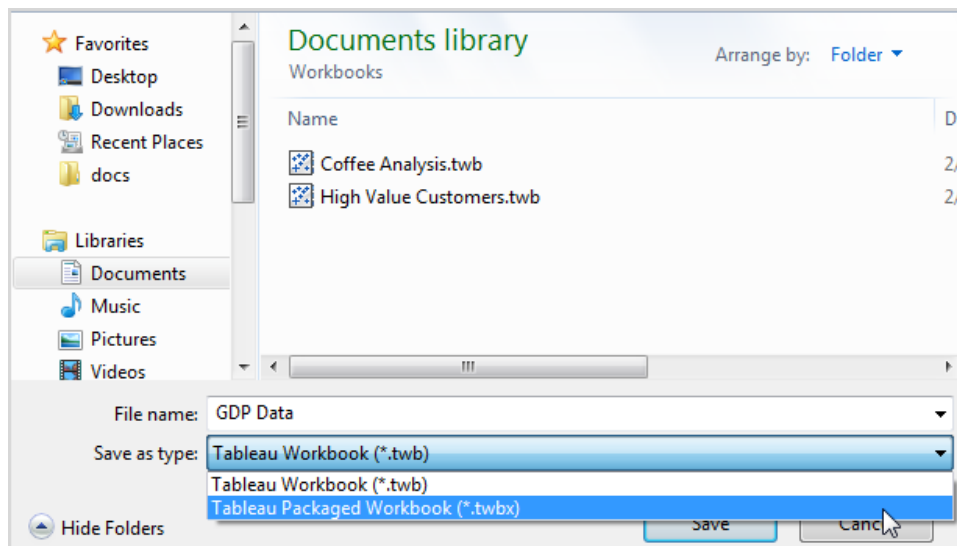 Favorites
Desktop
Downloads
Recent Places
docs
Libraries
Documents
Music
Pictures
Videos
Documents library
Workbooks
Arrange by: Folder
Name
D
Coffee Analysis.twb
2/
High Value Customers.twb
2/
File name: GDP Data
Save as type: Tableau Workbook (*.twb)
Tableau Workbook (*.twb)
Tableau Packaged Workbook (*.twbx)
Hide Folders
Save